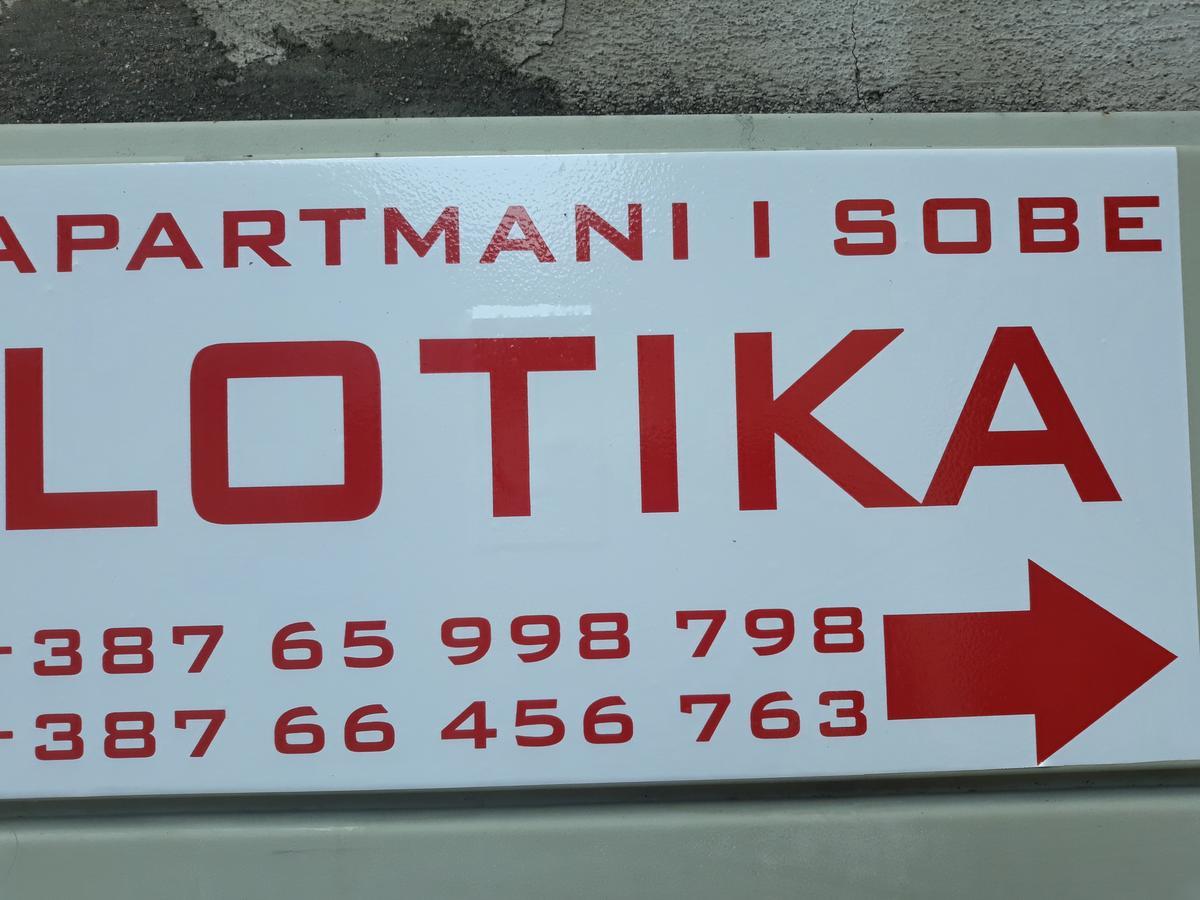 APARTMANI I SOBE
LOTIKA
+387 65 998 798
+387 66 456 763